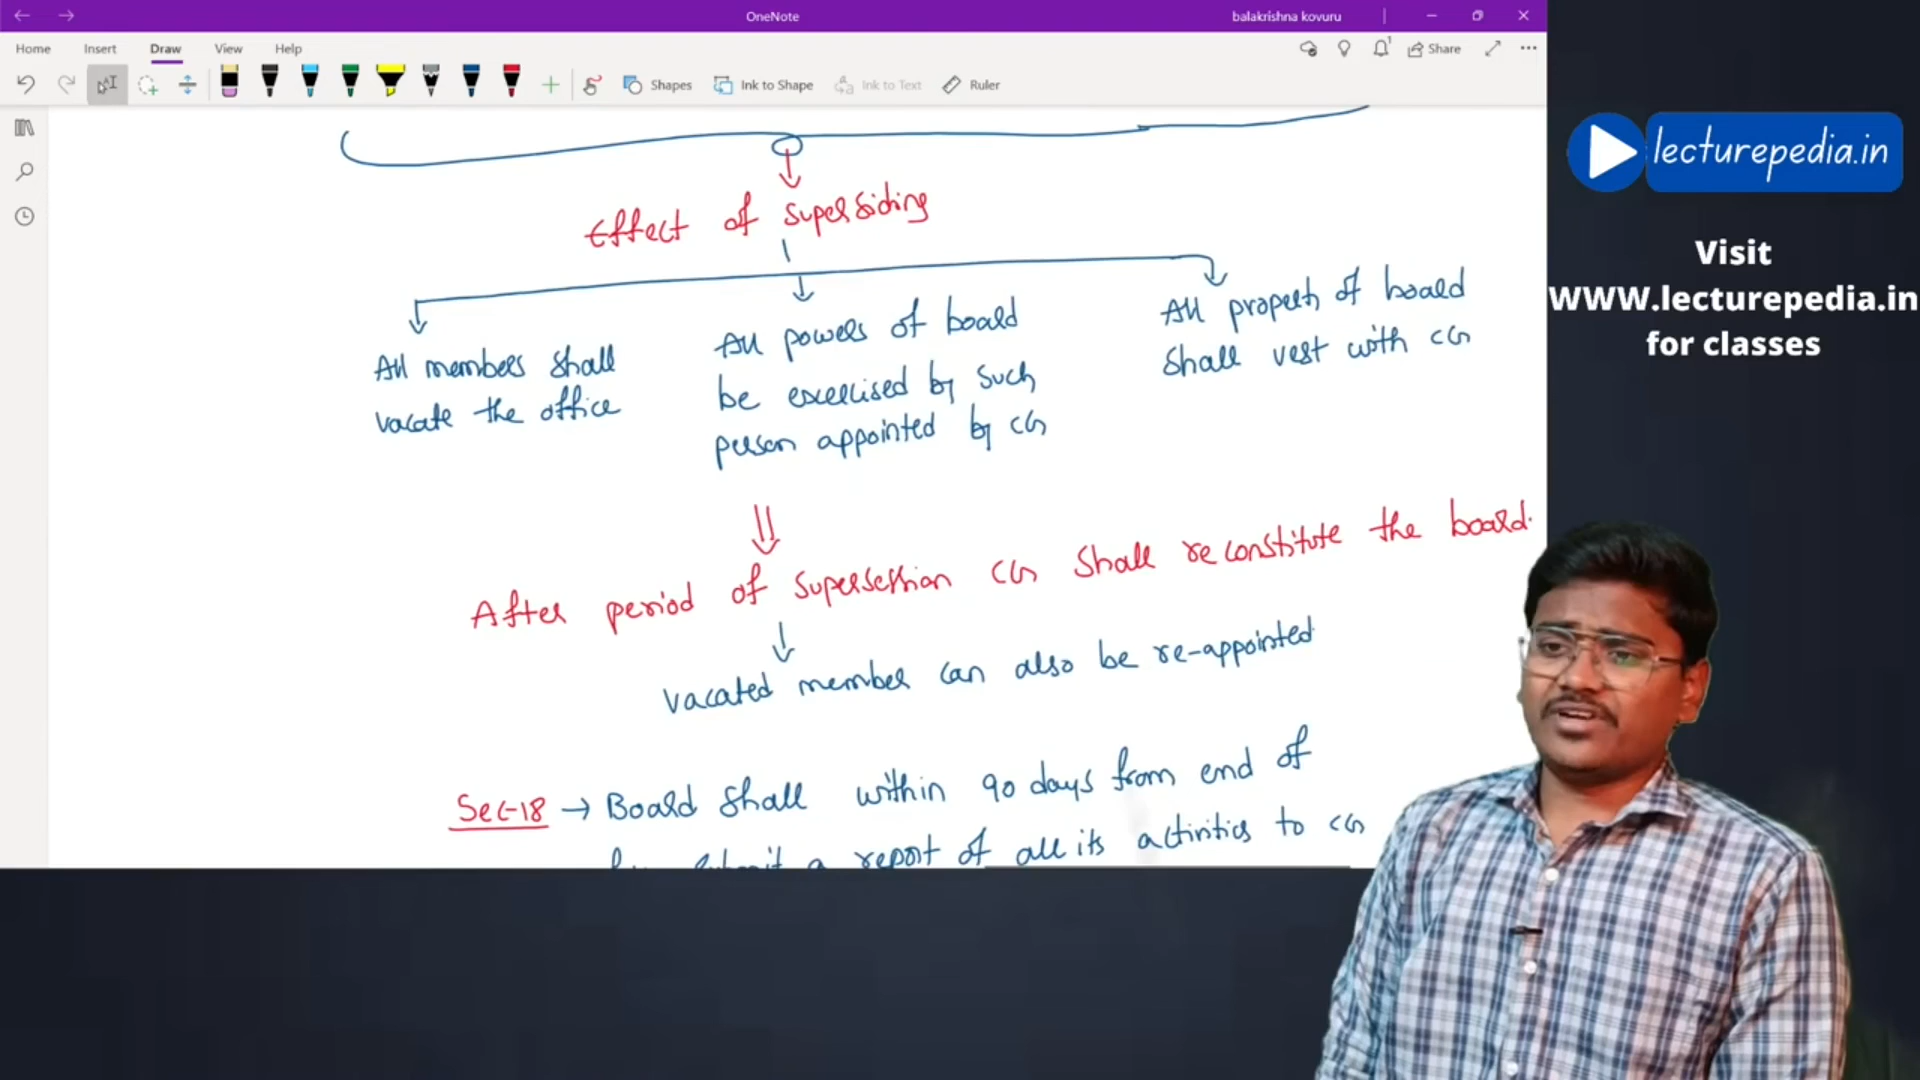 OneNote
balakrishna kovuru
Home Insert Draw View Help
Share
Shapes Ink to Shape Ink to Text Ruler
lecturepedia.in
Visit
WWW.lecturepedia.in
for classes
Effect of Supersiding
All members shall
vacate the office
All powers of board
be exercised by such
person appointed by CG
All property of board
shall vest with CG
After period of Supersession CG shall reconstitute the board.
vacated member can also be re-appointed
Sec-18 → Board shall within 90 days from end of
submit a report of all its activities to CG